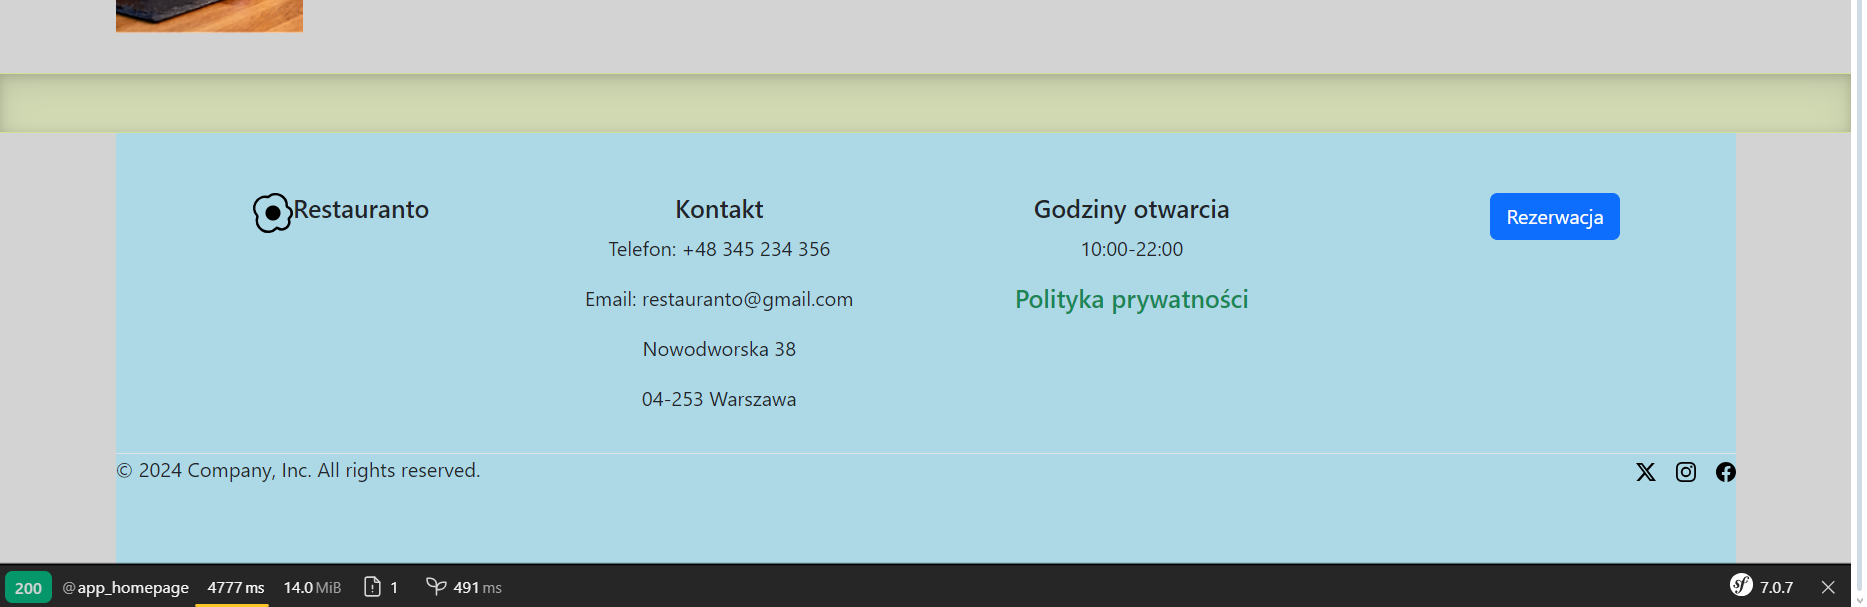 Restauranto
Kontakt
Telefon: +48 345 234 356
Email: restauranto@gmail.com
Nowodworska 38
04-253 Warszawa
Godziny otwarcia
10:00-22:00
Polityka prywatności
Rezerwacja
© 2024 Company, Inc. All rights reserved.
200 @app_homepage 4777 ms 14.0 MiB 1 491 ms sf 7.0.7